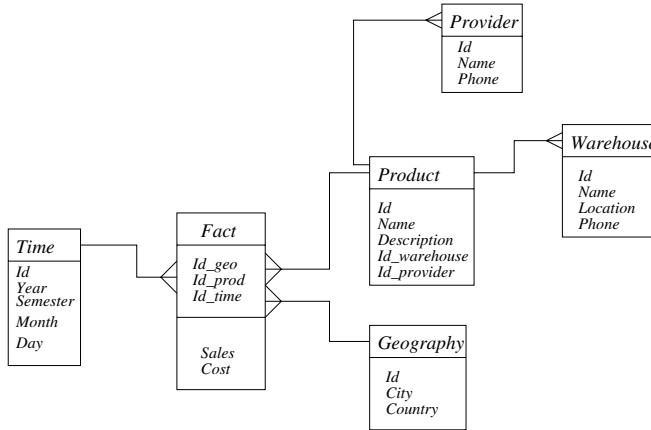 Provider
Id
Name
Phone
Warehouse
Id
Name
Location
Phone
Product
Id
Name
Description
Id_warehouse
Id_provider
Fact
Id_geo
Id_prod
Id_time
Sales
Cost
Time
Id
Year
Semester
Month
Day
Geography
Id
City
Country